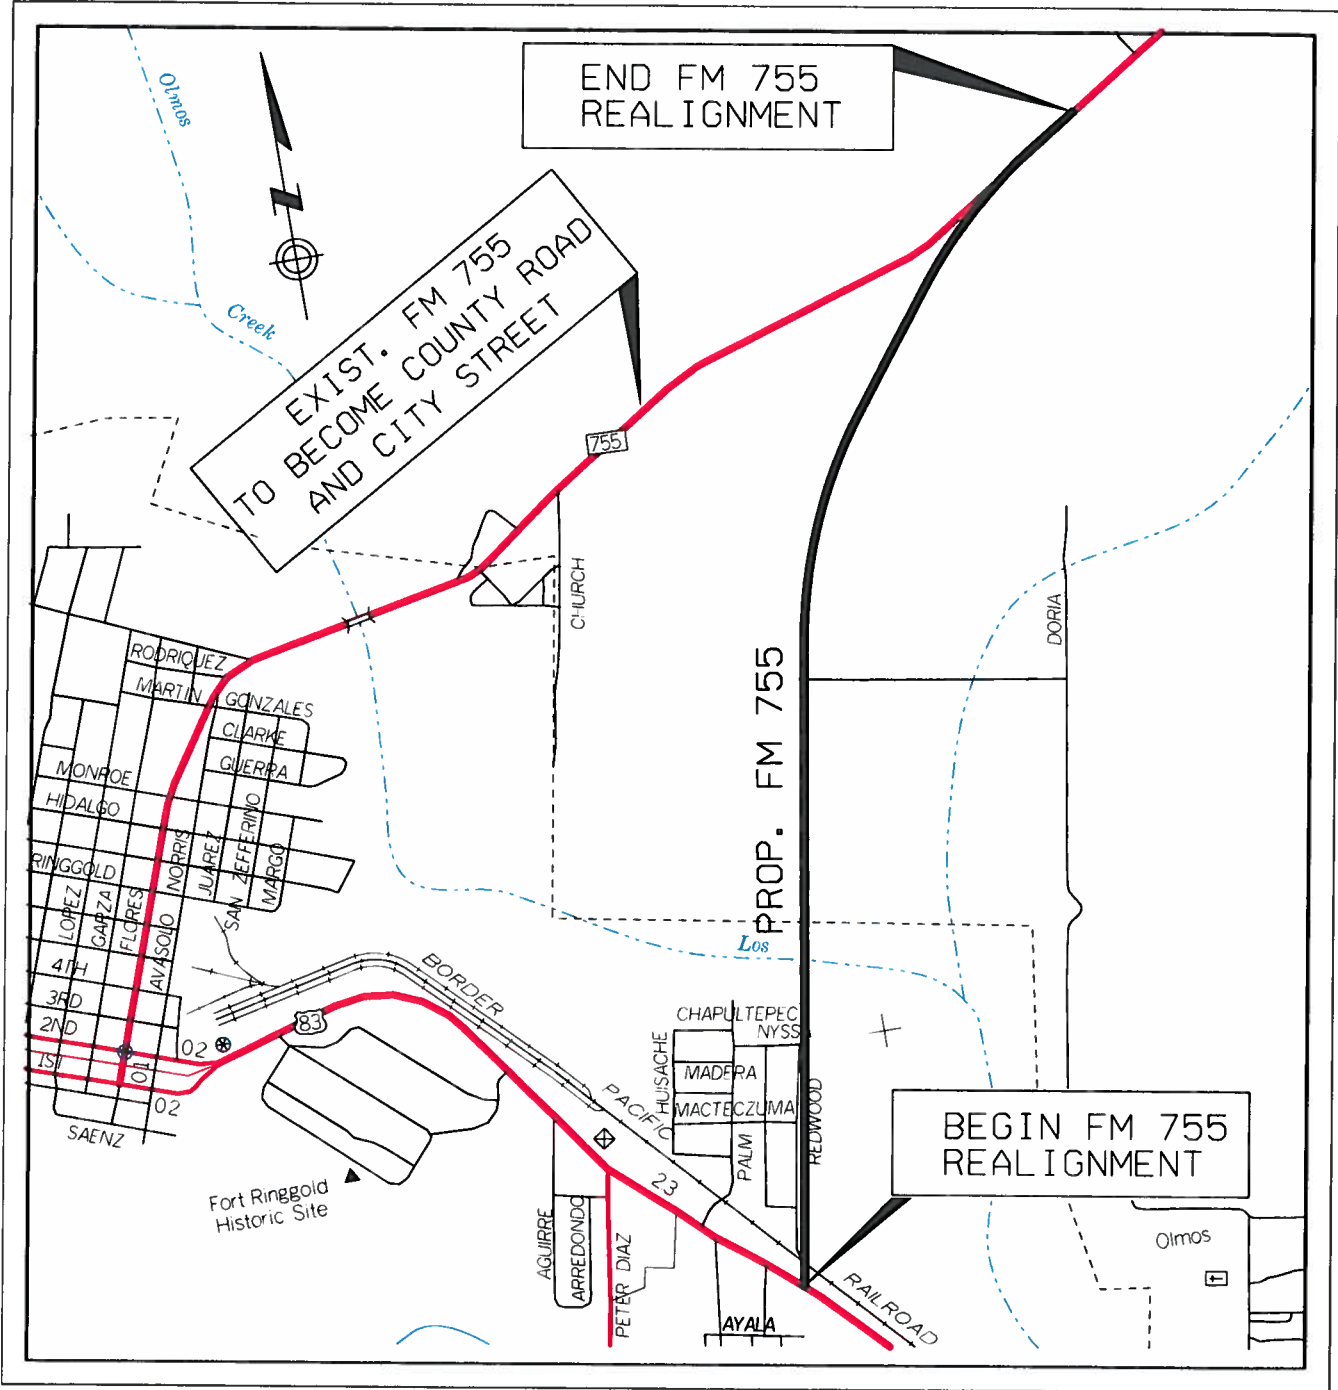 END FM 755
REALIGNMENT
Olmos
Creek
EXIST. FM 755
TO BECOME COUNTY ROAD
AND CITY STREET
755
CHURCH
DORIA
RODRIQUEZ
MARTIN
GONZALES
CLARKE
GUERRA
MONROE
HIDALGO
RINGGOLD
LOPEZ
GARZA
FLORES
AVASOLO
NORRIS
JUAREZ
SAN ZEFFERINO
MARGO
4TH
3RD
2ND
1ST
01
02
02
SAENZ
83
BORDER
PACIFIC
RAILROAD
PROP. FM 755
Los
CHAPULTEPEC
NYSS
HUISACHE
MADERA
MACTECZUMA
PALM
REDWOOD
23
BEGIN FM 755
REALIGNMENT
Fort Ringgold
Historic Site
AGUIRRE
ARREDONDO
PETER DIAZ
AYALA
Olmos